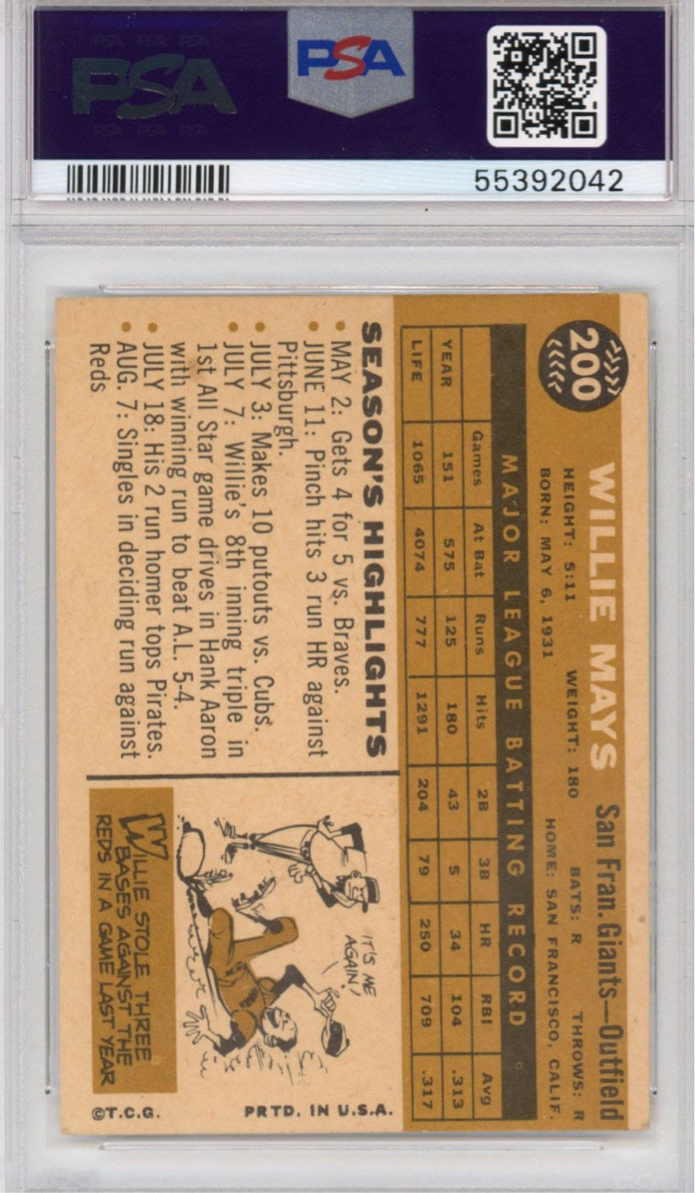 PSA PSA PSA
PSA
PSA PSA PSA
PSA
55392042
200
WILLIE MAYS San Fran. Giants—Outfield
HEIGHT: 5:11 WEIGHT: 180 BATS: R THROWS: R
BORN: MAY 6, 1931 HOME: SAN FRANCISCO, CALIF.
MAJOR LEAGUE BATTING RECORD
Games At Bat Runs Hits 2B 3B HR RBI Avg
YEAR 151 575 125 180 43 5 34 104 .313
LIFE 1065 4074 777 1291 204 79 250 709 .317
SEASON'S HIGHLIGHTS
• MAY 2: Gets 4 for 5 vs. Braves.
• JUNE 11: Pinch hits 3 run HR against
Pittsburgh.
• JULY 3: Makes 10 putouts vs. Cubs.
• JULY 7: Willie's 8th inning triple in
1st All Star game drives in Hank Aaron
with winning run to beat A.L. 5-4.
• JULY 18: His 2 run homer tops Pirates.
• AUG. 7: Singles in deciding run against
Reds
IT'S ME
AGAIN!
WILLIE STOLE THREE
BASES AGAINST THE
REDS IN A GAME LAST YEAR
©T.C.G. PRTD. IN U.S.A.